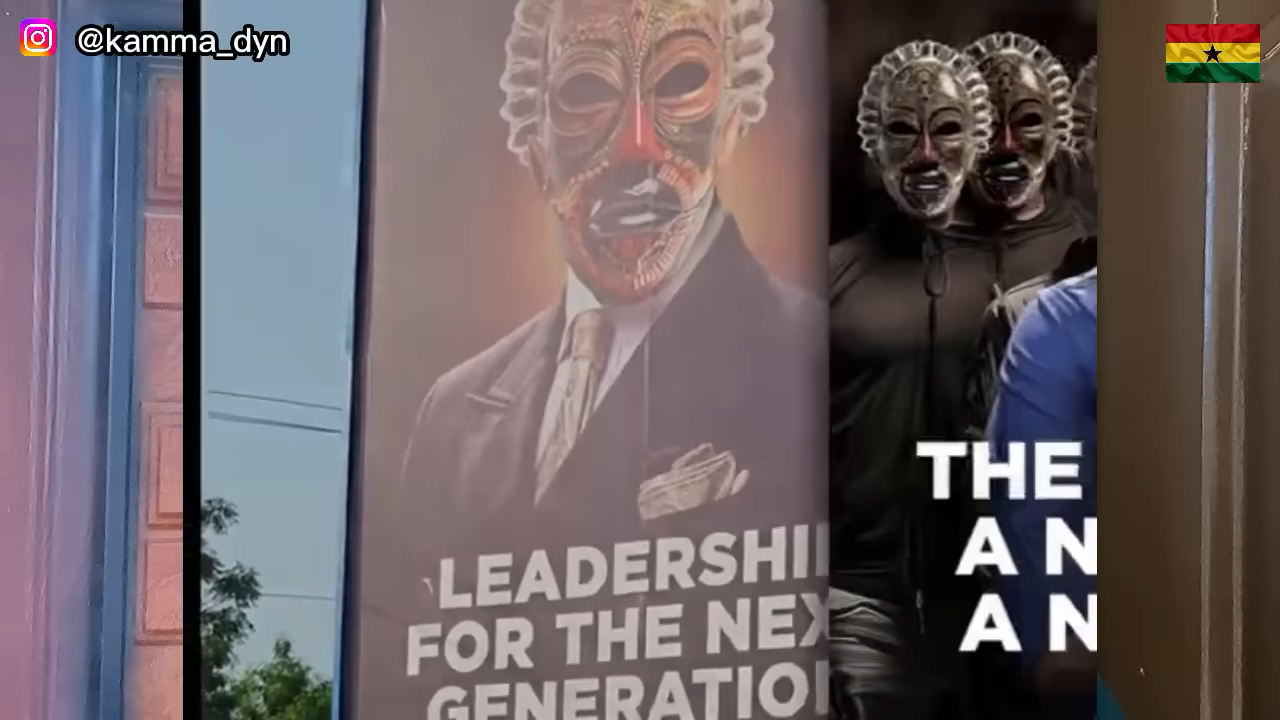 @kamma_dyn
LEADERSHI
FOR THE NEX
GENERATIO
THE
A N
A N